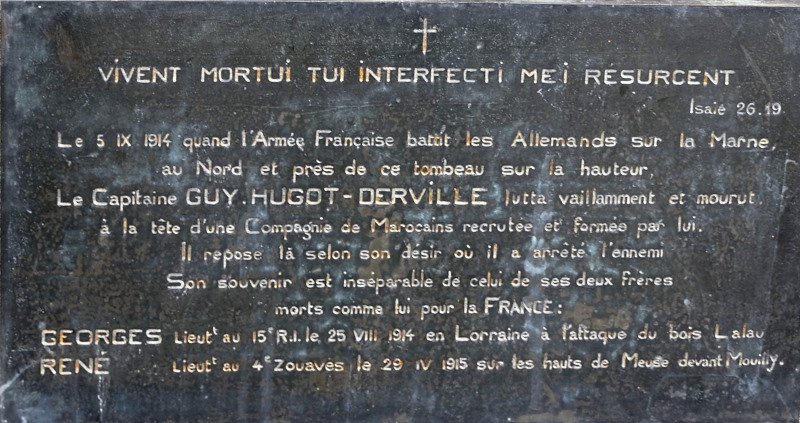 VIVENT MORTUI TUI INTERFECTI MEI RESURGENT
Isaïe 26.19
Le 5 IX 1914 quand l'Armée Française battit les Allemands sur la Marne,
au Nord et près de ce tombeau sur la hauteur,
Le Capitaine GUY.HUGOT-DERVILLE lutta vaillamment et mourut
à la tête d'une Compagnie de Marocains recrutée et formée par lui.
Il repose là selon son désir où il a arrêté l'ennemi
Son souvenir est inséparable de celui de ses deux frères
morts comme lui pour la FRANCE:
GEORGES Lieutt au 15e R.I. le 25 VIII 1914 en Lorraine à l'attaque du bois Lalau
RENÉ Lieutt au 4e Zouaves le 29 IV 1915 sur les hauts de Meuse devant Mouilly.